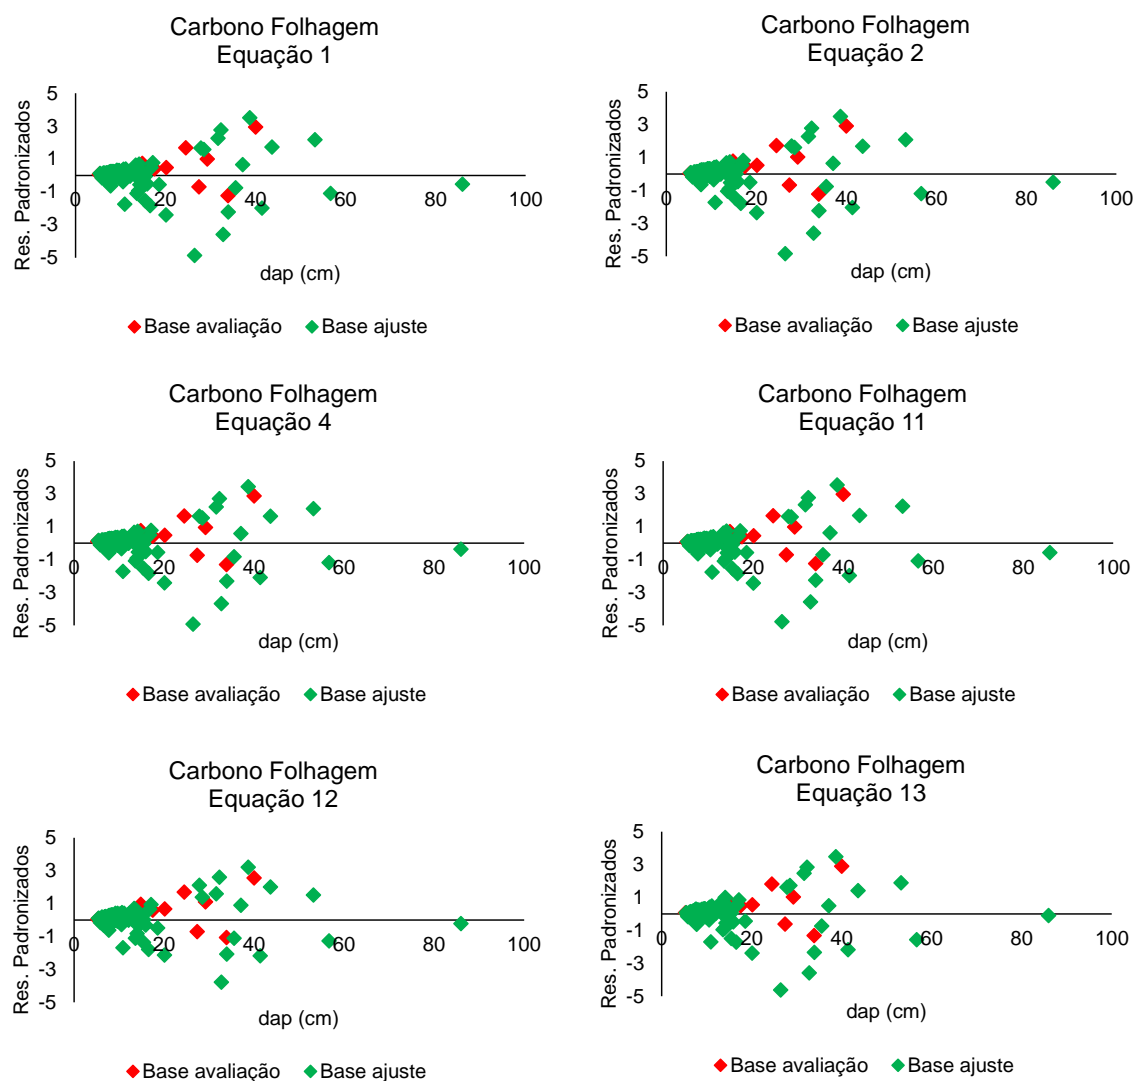 Carbono Folhagem
Equação 1
Res. Padronizados
5
3
1
-1
-3
-5
0 20 40 60 80 100
dap (cm)
Base avaliação Base ajuste
Carbono Folhagem
Equação 2
Res. Padronizados
5
3
1
-1
-3
-5
0 20 40 60 80 100
dap (cm)
Base avaliação Base ajuste
Carbono Folhagem
Equação 4
Res. Padronizados
5
3
1
-1
-3
-5
0 20 40 60 80 100
dap (cm)
Base avaliação Base ajuste
Carbono Folhagem
Equação 11
Res. Padronizados
5
3
1
-1
-3
-5
0 20 40 60 80 100
dap (cm)
Base avaliação Base ajuste
Carbono Folhagem
Equação 12
Res. Padronizados
5
3
1
-1
-3
-5
0 20 40 60 80 100
dap (cm)
Base avaliação Base ajuste
Carbono Folhagem
Equação 13
Res. Padronizados
5
3
1
-1
-3
-5
0 20 40 60 80 100
dap (cm)
Base avaliação Base ajuste